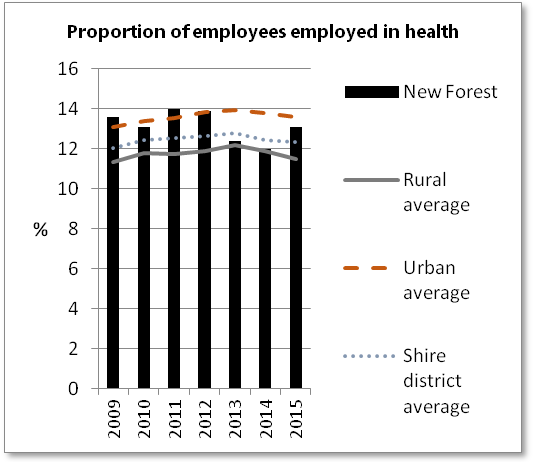 Proportion of employees employed in health
16
14
12
10
8
6
4
2
0
%
2009
2010
2011
2012
2013
2014
2015
New Forest
Rural
average
Urban
average
Shire
district
average